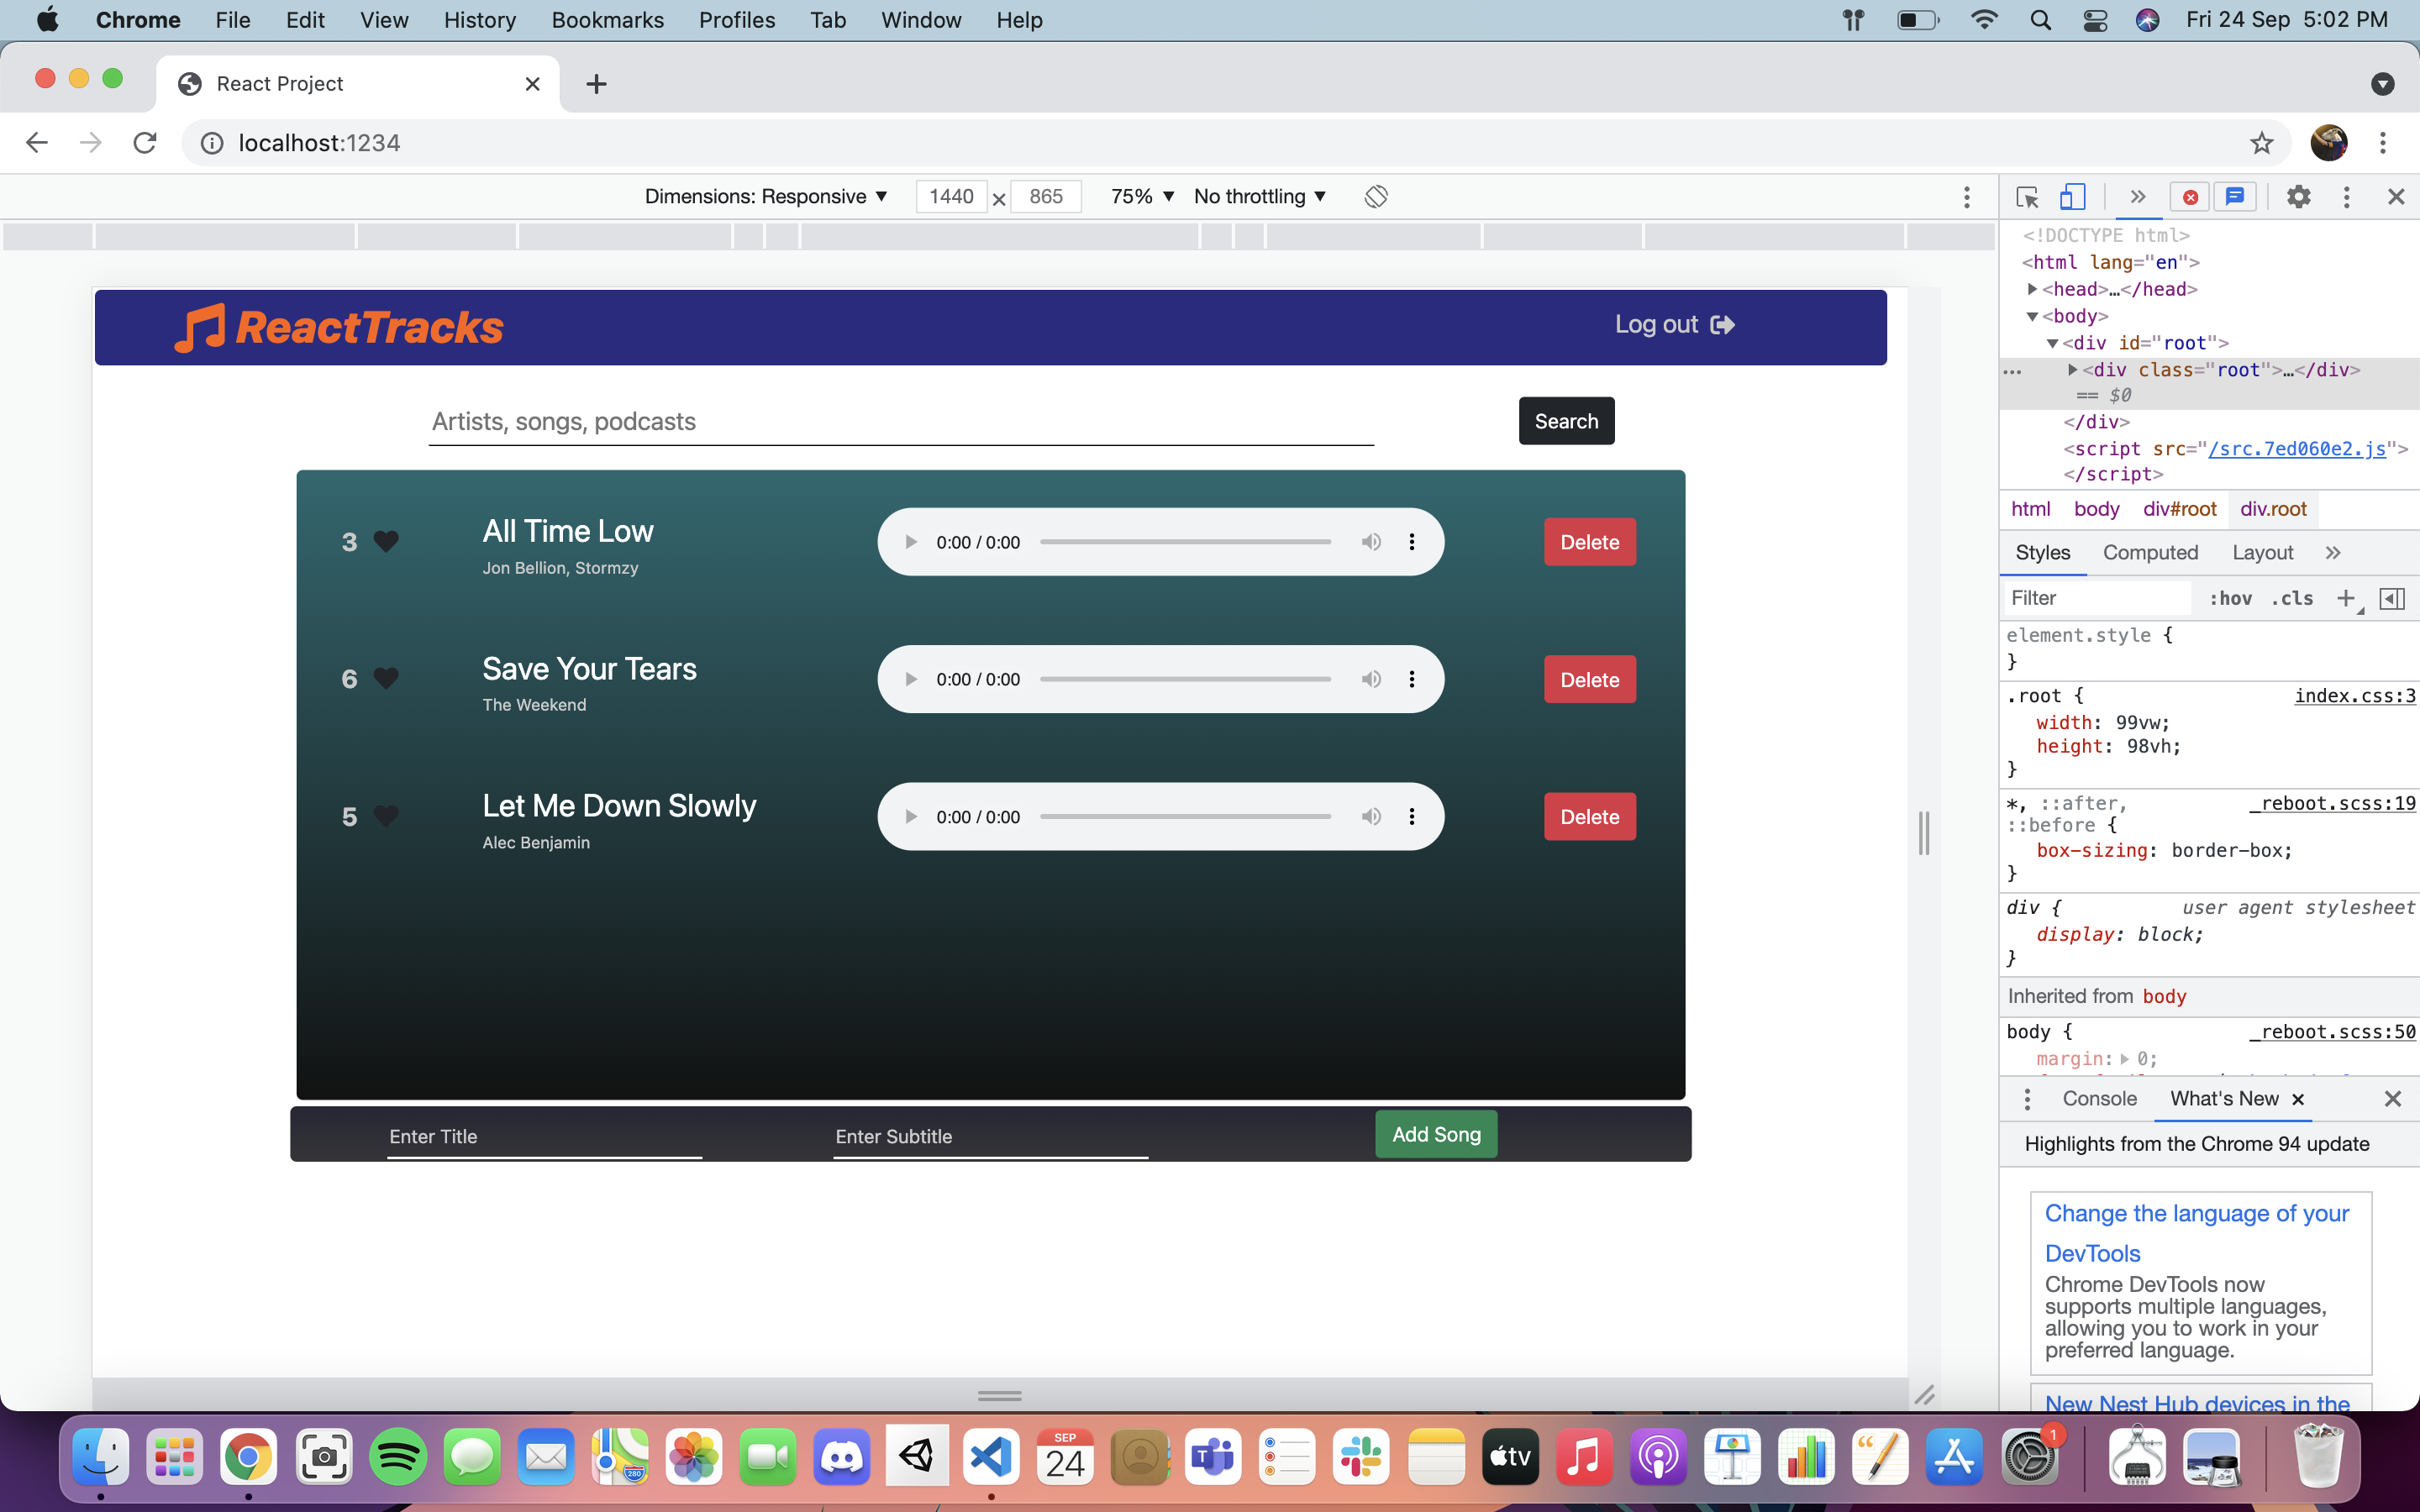 Chrome File Edit View History Bookmarks Profiles Tab Window Help Fri 24 Sep 5:02 PM
React Project
localhost:1234
Dimensions: Responsive 1440 × 865 75% No throttling
<!DOCTYPE html>
<html lang="en">
<head>…</head>
<body>
<div id="root">
<div class="root">…</div>
== $0
</div>
<script src="/src.7ed060e2.js">
</script>
html body div#root div.root
Styles Computed Layout
Filter :hov .cls
element.style {
}
.root { index.css:3
width: 99vw;
height: 98vh;
}
*, ::after, _reboot.scss:19
::before {
box-sizing: border-box;
}
div { user agent stylesheet
display: block;
}
Inherited from body
body { _reboot.scss:50
margin: 0;
Console What's New
Highlights from the Chrome 94 update
Change the language of your
DevTools
Chrome DevTools now
supports multiple languages,
allowing you to work in your
preferred language.
New Nest Hub devices in the
ReactTracks
Log out
Artists, songs, podcasts
Search
3 All Time Low 0:00 / 0:00 Delete
Jon Bellion, Stormzy
6 Save Your Tears 0:00 / 0:00 Delete
The Weekend
5 Let Me Down Slowly 0:00 / 0:00 Delete
Alec Benjamin
Enter Title Enter Subtitle Add Song
280
SEP
24
T
tv
1